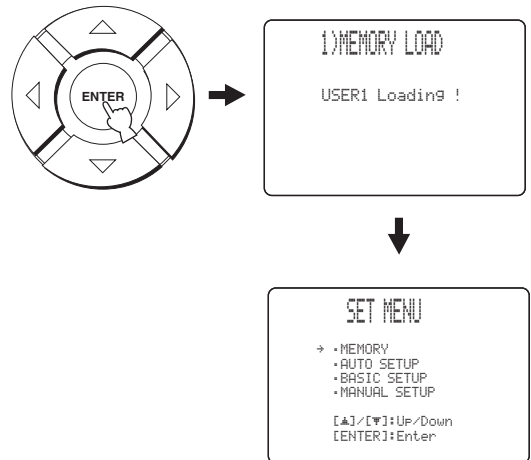 ENTER
1)MEMORY LOAD
USER1 Loading !
SET MENU
→ •MEMORY
•AUTO SETUP
•BASIC SETUP
•MANUAL SETUP
[▲]/[▼]:Up/Down
[ENTER]:Enter